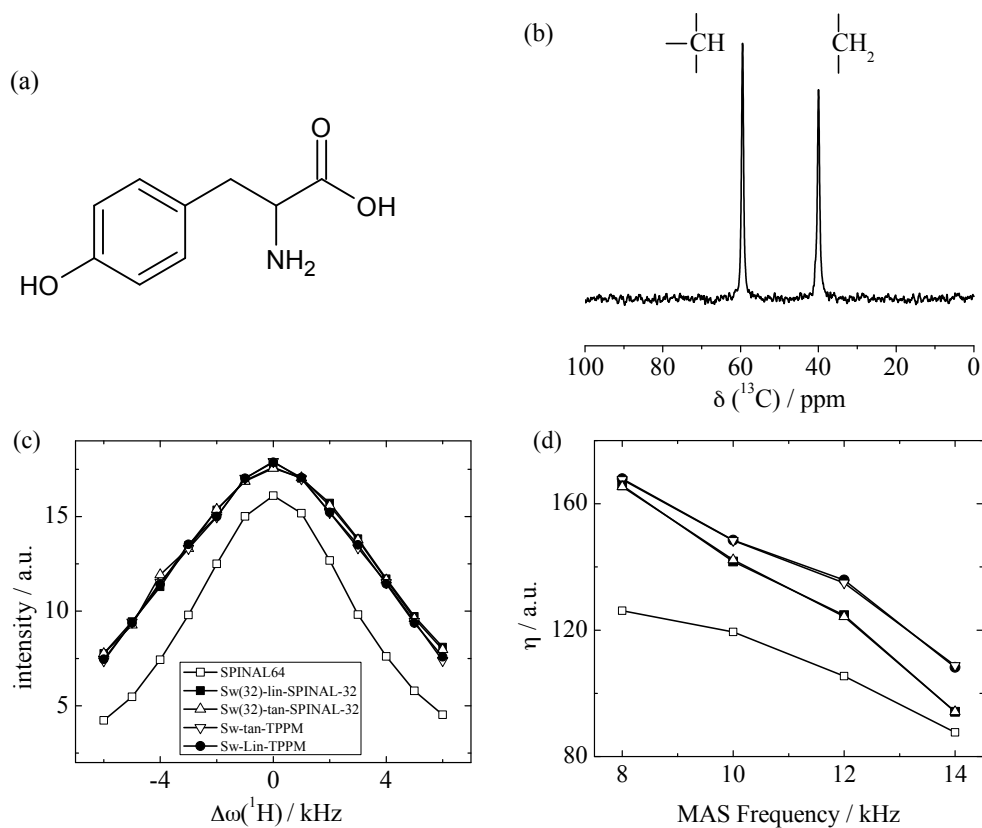 (a)
O
OH
NH₂
HO
(b)
CH
CH₂
100 80 60 40 20 0
δ (¹³C) / ppm
(c)
intensity / a.u.
15
10
5
SPINAL64
Sw(32)-lin-SPINAL-32
Sw(32)-tan-SPINAL-32
Sw-tan-TPPM
Sw-Lin-TPPM
-4 0 4
Δω(¹H) / kHz
(d)
η / a.u.
160
120
80
8 10 12 14
MAS Frequency / kHz